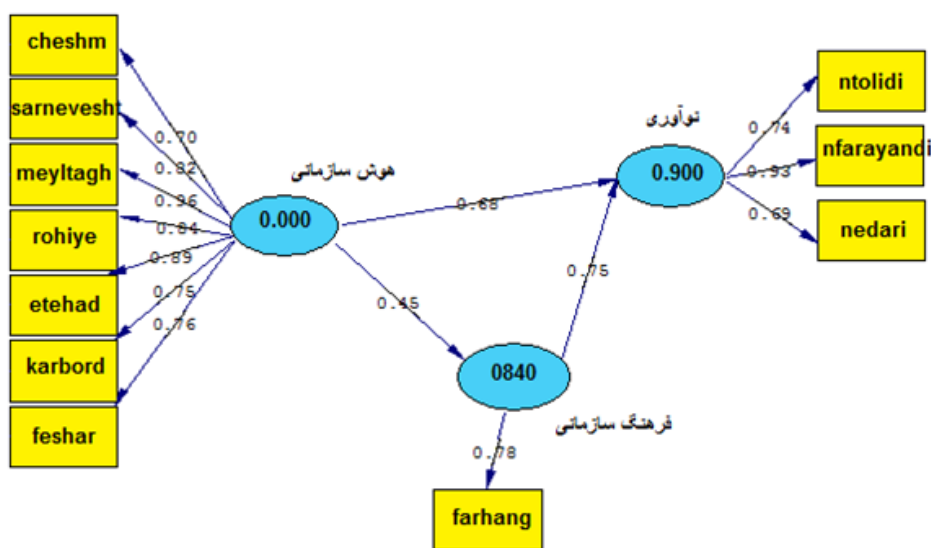 cheshm
sarnevesht
meyltagh
rohiye
etehad
karbord
feshar
0.70
0.82
0.96
0.84
0.89
0.75
0.76
هوش سازمانی
0.000
0.68
0.45
نوآوری
0.900
0.75
0840
فرهنگ سازمانی
0.78
farhang
0.74
0.93
0.69
ntolidi
nfarayandi
nedari